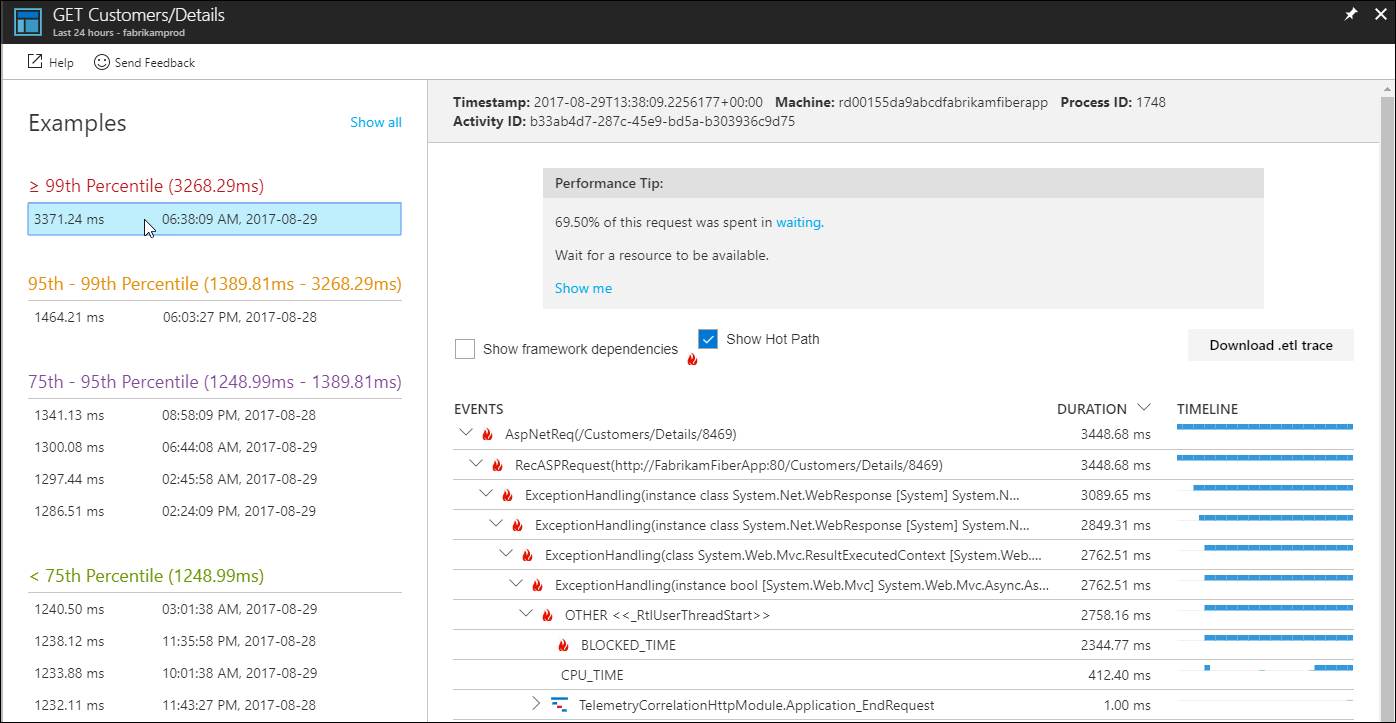 GET Customers/Details
Last 24 hours - fabrikamprod
Help Send Feedback
Examples Show all
≥ 99th Percentile (3268.29ms)
3371.24 ms 06:38:09 AM, 2017-08-29
95th - 99th Percentile (1389.81ms - 3268.29ms)
1464.21 ms 06:03:27 PM, 2017-08-28
75th - 95th Percentile (1248.99ms - 1389.81ms)
1341.13 ms 08:58:09 PM, 2017-08-28
1300.08 ms 06:44:08 AM, 2017-08-29
1297.44 ms 02:45:58 AM, 2017-08-29
1286.51 ms 02:24:09 PM, 2017-08-29
< 75th Percentile (1248.99ms)
1240.50 ms 03:01:38 AM, 2017-08-29
1238.12 ms 11:35:58 PM, 2017-08-28
1233.88 ms 10:01:38 AM, 2017-08-29
1232.11 ms 11:43:27 PM, 2017-08-28
Timestamp: 2017-08-29T13:38:09.2256177+00:00 Machine: rd00155da9abcdfabrikamfiberapp Process ID: 1748
Activity ID: b33ab4d7-287c-45e9-bd5a-b303936c9d75
Performance Tip:
69.50% of this request was spent in waiting.
Wait for a resource to be available.
Show me
Show framework dependencies Show Hot Path Download .etl trace
EVENTS DURATION TIMELINE
AspNetReq(/Customers/Details/8469) 3448.68 ms
RecASPRequest(http://FabrikamFiberApp:80/Customers/Details/8469) 3448.68 ms
ExceptionHandling(instance class System.Net.WebResponse [System] System.N... 3089.65 ms
ExceptionHandling(instance class System.Net.WebResponse [System] System.N... 2849.31 ms
ExceptionHandling(class System.Web.Mvc.ResultExecutedContext [System.Web.... 2762.51 ms
ExceptionHandling(instance bool [System.Web.Mvc] System.Web.Mvc.Async.As... 2762.51 ms
OTHER <<_RtlUserThreadStart>> 2758.16 ms
BLOCKED_TIME 2344.77 ms
CPU_TIME 412.40 ms
TelemetryCorrelationHttpModule.Application_EndRequest 1.00 ms